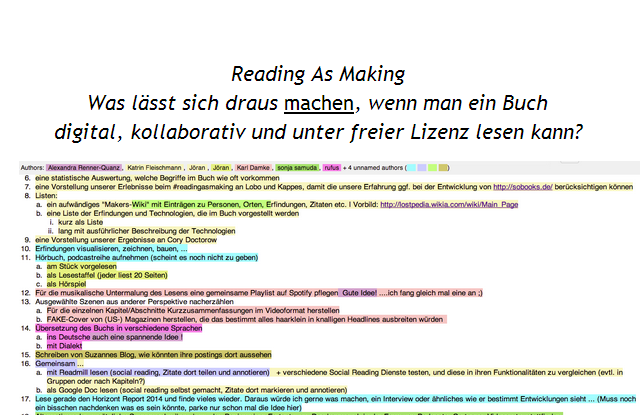 Reading As Making
Was lässt sich draus machen, wenn man ein Buch
digital, kollaborativ und unter freier Lizenz lesen kann?
Authors: Alexandra Renner-Quanz , Katrin Fleischmann , Jöran , Jöran , Karl Damke , sonja samuda , rufus + 4 unnamed authors ( )
6. eine statistische Auswertung, welche Begriffe im Buch wie oft vorkommen
7. eine Vorstellung unserer Erlebnisse beim #readingasmaking an Lobo und Kappes, damit die unsere Erfahrung ggf. bei der Entwicklung von http://sobooks.de/ berücksichtigen können
8. Listen:
a. ein aufwändiges "Makers-Wiki" mit Einträgen zu Personen, Orten, Erfindungen, Zitaten etc. I Vorbild: http://lostpedia.wikia.com/wiki/Main_Page
b. eine Liste der Erfindungen und Technologien, die im Buch vorgestellt werden
i. kurz als Liste
ii. lang mit ausführlicher Beschreibung der Technologien
9. eine Vorstellung unserer Ergebnisse an Cory Doctorow
10. Erfindungen visualisieren, zeichnen, bauen, ...
11. Hörbuch, podcastreihe aufnehmen (scheint es noch nicht zu geben)
a. am Stück vorgelesen
b. als Lesestaffel (jeder liest 20 Seiten)
c. als Hörspiel
12. Für die musikalische Untermalung des Lesens eine gemeinsame Playlist auf Spotify pflegen Gute Idee! ....ich fang gleich mal eine an ;)
13. Ausgewählte Szenen aus anderer Perspektive nacherzählen
a. Für die einzelnen Kapitel/Abschnitte Kurzzusammenfassungen im Videoformat herstellen
b. FAKE-Cover von (US-) Magazinen herstellen, die das bestimmt alles haarklein in knalligen Headlines ausbreiten würden
14. Übersetzung des Buchs in verschiedene Sprachen
a. ins Deutsche auch eine spannende Idee !
b. mit Dialekt
15. Schreiben von Suzannes Blog, wie könnten ihre postings dort aussehen
16. Gemeinsam ...
a. mit Readmill lesen (social reading, Zitate dort teilen und annotieren) + verschiedene Social Reading Dienste testen, und diese in ihren Funktionalitäten zu vergleichen (evtl. in
Gruppen oder nach Kapiteln?)
b. als Google Doc lesen (social reading selbst gemacht, Zitate dort markieren und annotieren)
17. Lese gerade den Horizont Report 2014 und finde vieles wieder. Daraus würde ich gerne was machen, ein Interview oder ähnliches wie er bestimmt Entwicklungen sieht ... (Muss noch
ein bisschen nachdenken was es sein könnte, parke nur schon mal die Idee hier)